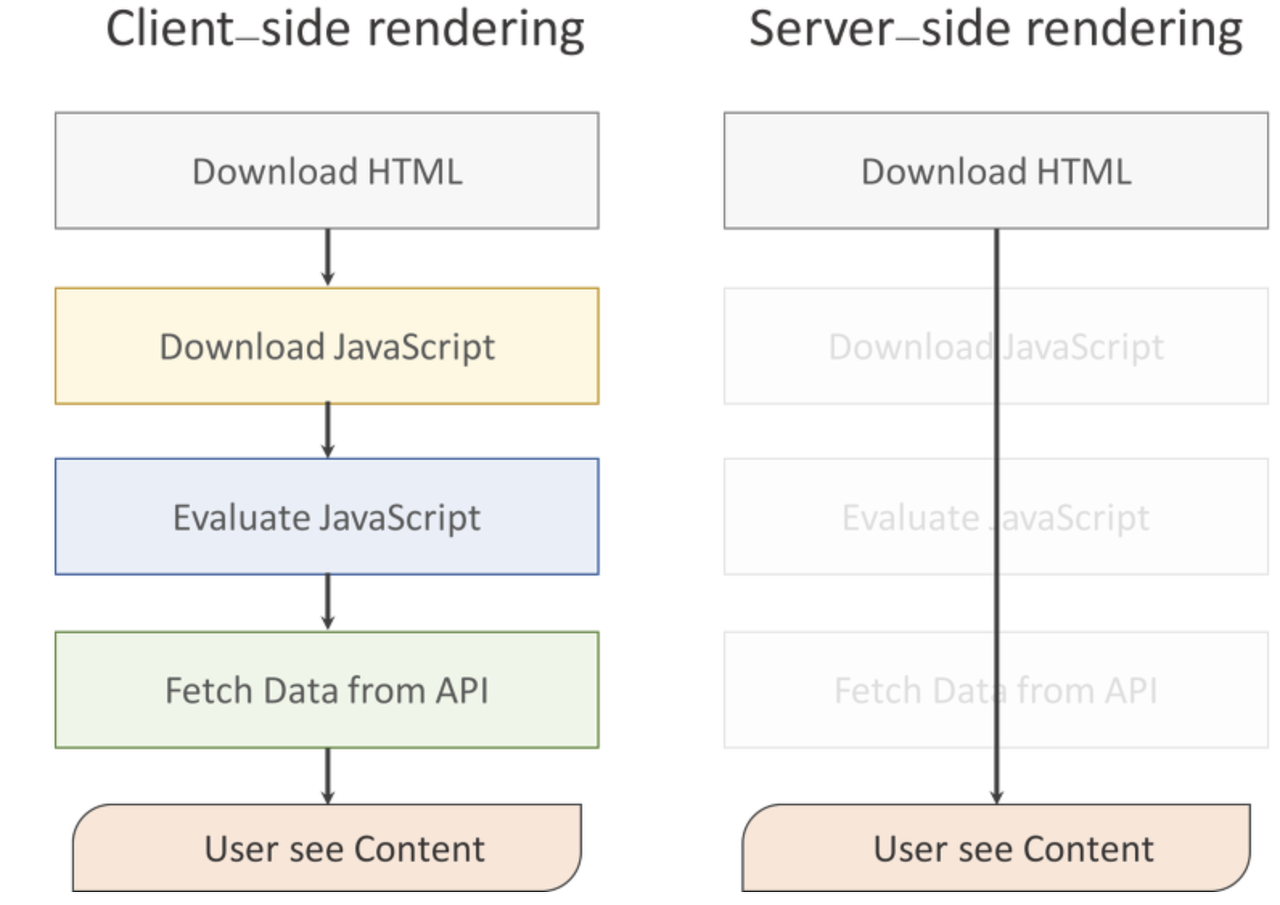 Client–side rendering
Download HTML
Download JavaScript
Evaluate JavaScript
Fetch Data from API
User see Content
Server–side rendering
Download HTML
Download JavaScript
Evaluate JavaScript
Fetch Data from API
User see Content